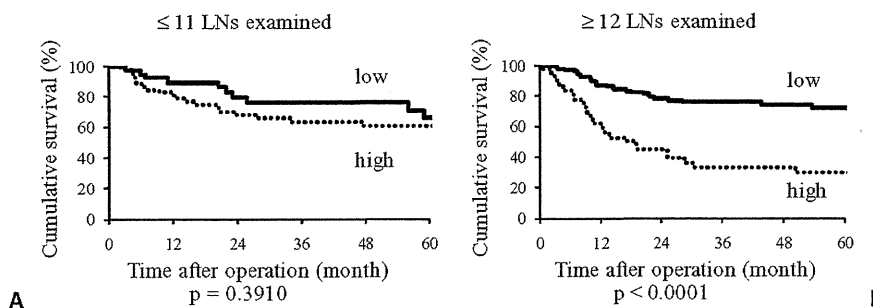 ≤ 11 LNs examined
Cumulative survival (%)
100
80
60
40
20
0
low
high
0 12 24 36 48 60
Time after operation (month)
p = 0.3910
A
≥ 12 LNs examined
Cumulative survival (%)
100
80
60
40
20
0
low
high
0 12 24 36 48 60
Time after operation (month)
p < 0.0001